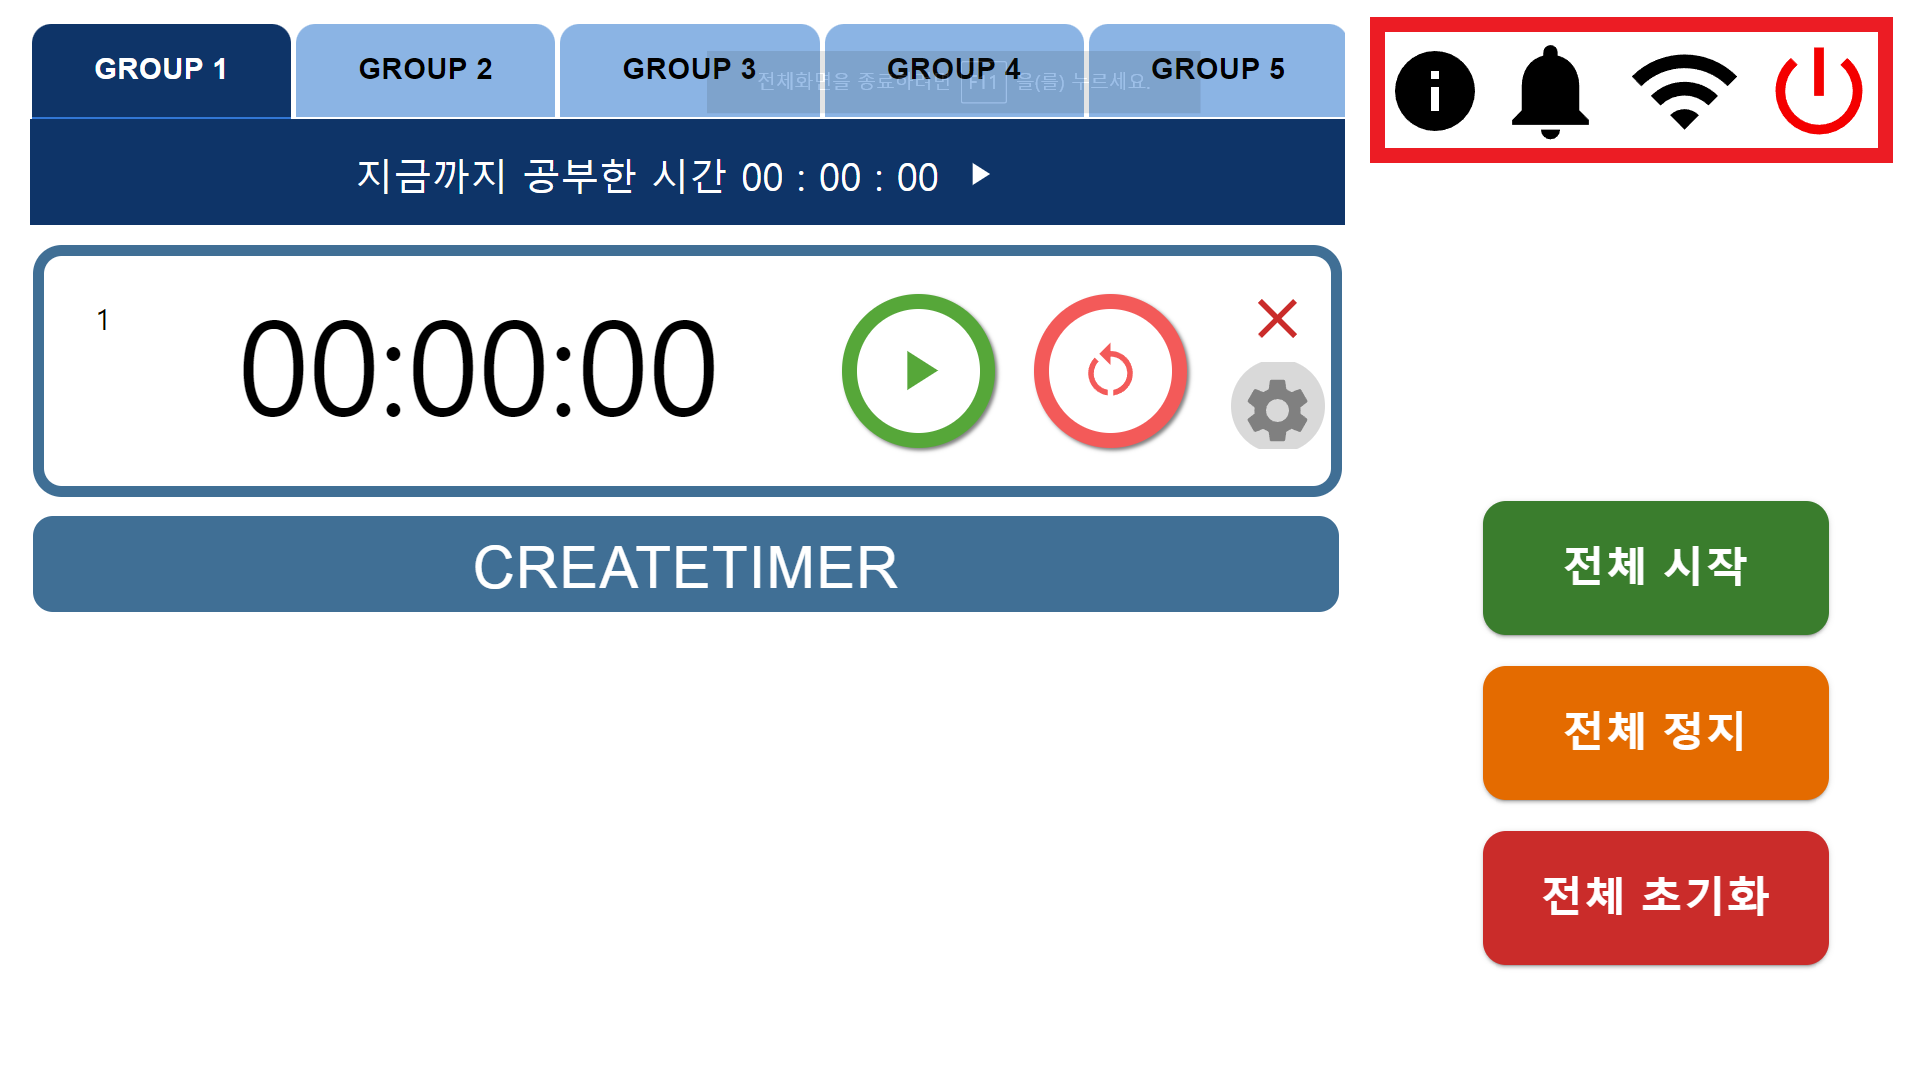 GROUP 1
GROUP 2
GROUP 3
GROUP 4
GROUP 5
전체화면을 종료하려면 F11 을(를) 누르세요.
지금까지 공부한 시간 00 : 00 : 00
1
00:00:00
CREATETIMER
전체 시작
전체 정지
전체 초기화